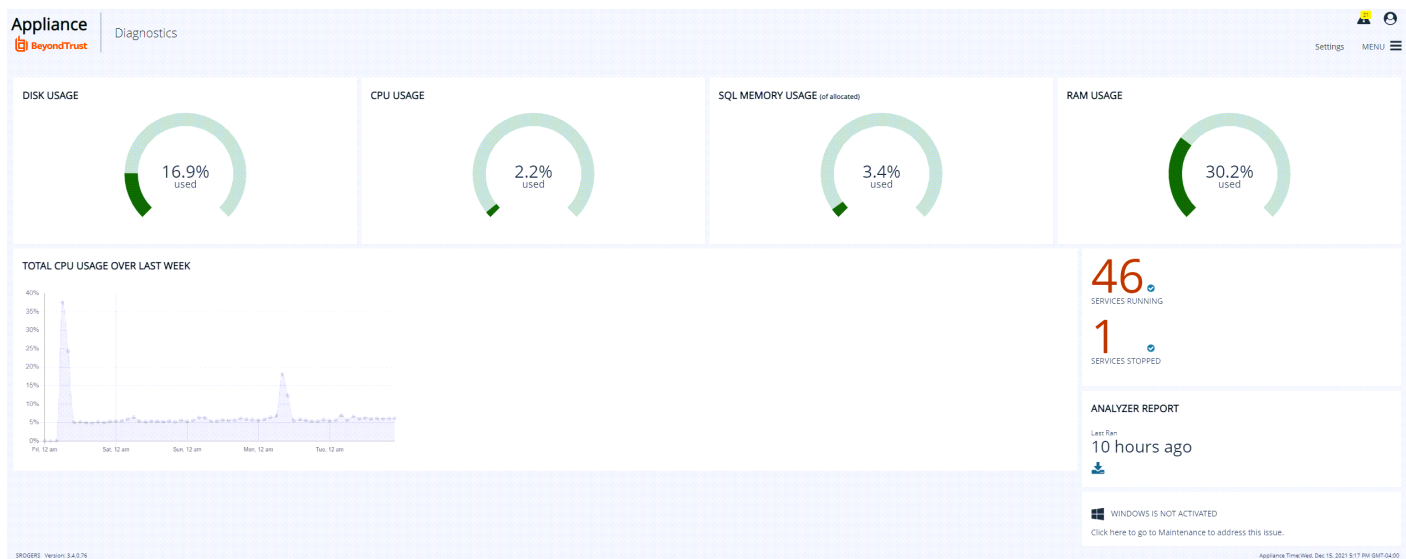 Appliance
BeyondTrust
Diagnostics
Settings MENU
DISK USAGE
16.9%
used
CPU USAGE
2.2%
used
SQL MEMORY USAGE (of allocated)
3.4%
used
RAM USAGE
30.2%
used
TOTAL CPU USAGE OVER LAST WEEK
40%
35%
30%
25%
20%
15%
10%
5%
0%
Fri, 12 am Sat, 12 am Sun, 12 am Mon, 12 am Tue, 12 am
46
SERVICES RUNNING
1
SERVICES STOPPED
ANALYZER REPORT
Last Ran
10 hours ago
WINDOWS IS NOT ACTIVATED
Click here to go to Maintenance to address this issue.
SROGERS Version: 3.4.0.76
Appliance Time:Wed, Dec 15, 2021 5:17 PM GMT-04:00